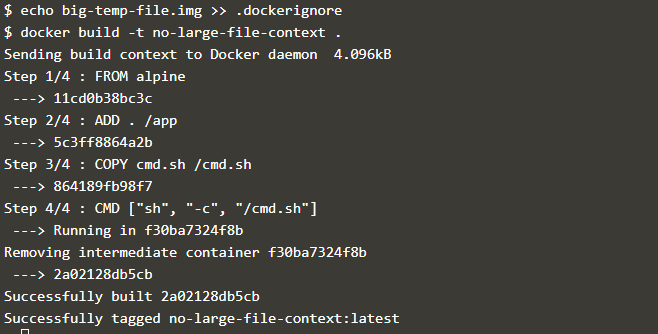 $ echo big-temp-file.img >> .dockerignore
$ docker build -t no-large-file-context .
Sending build context to Docker daemon  4.096kB
Step 1/4 : FROM alpine
 ---> 11cd0b38bc3c
Step 2/4 : ADD . /app
 ---> 5c3ff8864a2b
Step 3/4 : COPY cmd.sh /cmd.sh
 ---> 864189fb98f7
Step 4/4 : CMD ["sh", "-c", "/cmd.sh"]
 ---> Running in f30ba7324f8b
Removing intermediate container f30ba7324f8b
 ---> 2a02128db5cb
Successfully built 2a02128db5cb
Successfully tagged no-large-file-context:latest